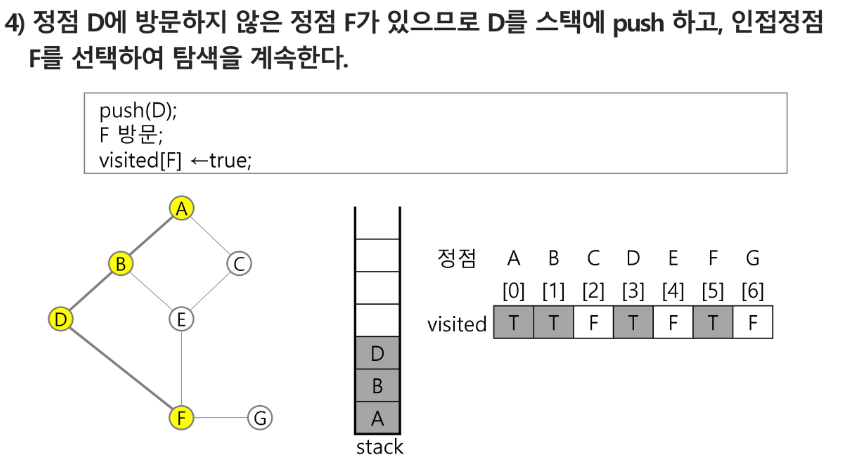 4) 정점 D에 방문하지 않은 정점 F가 있으므로 D를 스택에 push 하고, 인접정점
F를 선택하여 탐색을 계속한다.
push(D);
F 방문;
visited[F] ←true;
A
B
C
D
E
F
G
D
B
A
stack
정점 A B C D E F G
[0] [1] [2] [3] [4] [5] [6]
visited T T F T F T F